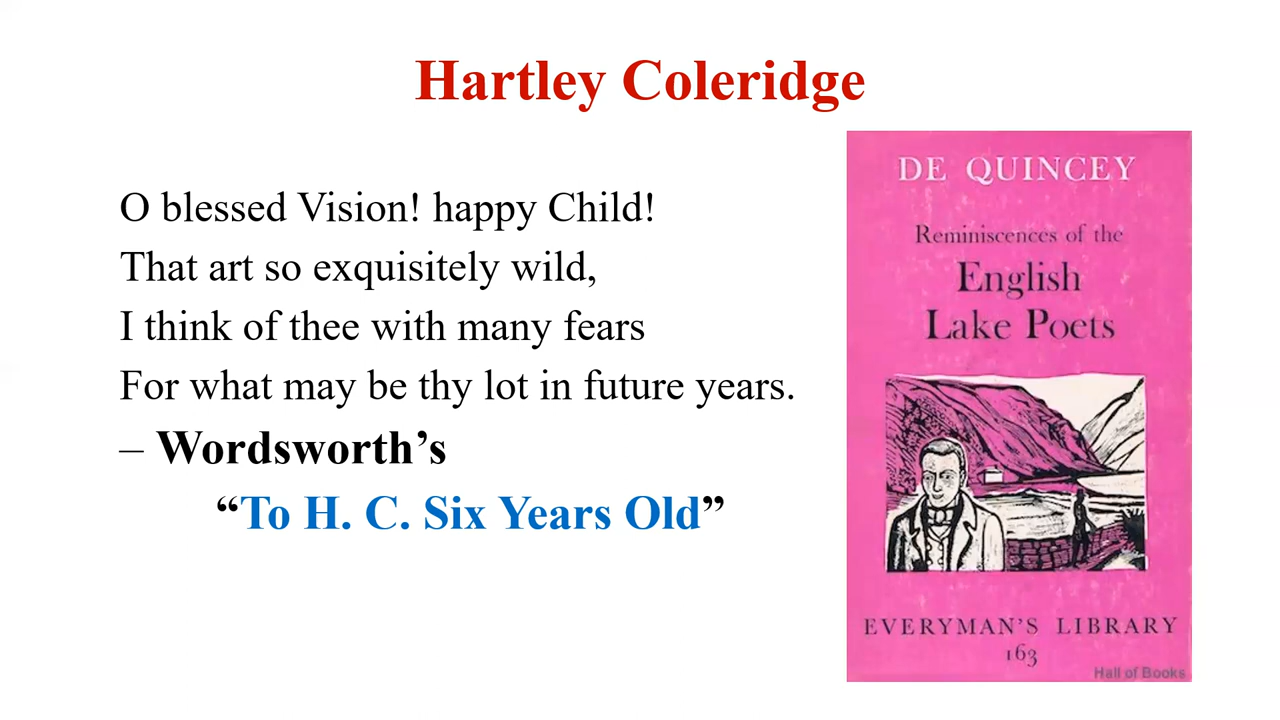 Hartley Coleridge
O blessed Vision! happy Child!
That art so exquisitely wild,
I think of thee with many fears
For what may be thy lot in future years.
– Wordsworth’s
“To H. C. Six Years Old”
DE QUINCEY
Reminiscences of the
English
Lake Poets
EVERYMAN'S LIBRARY
163
Hall of Books